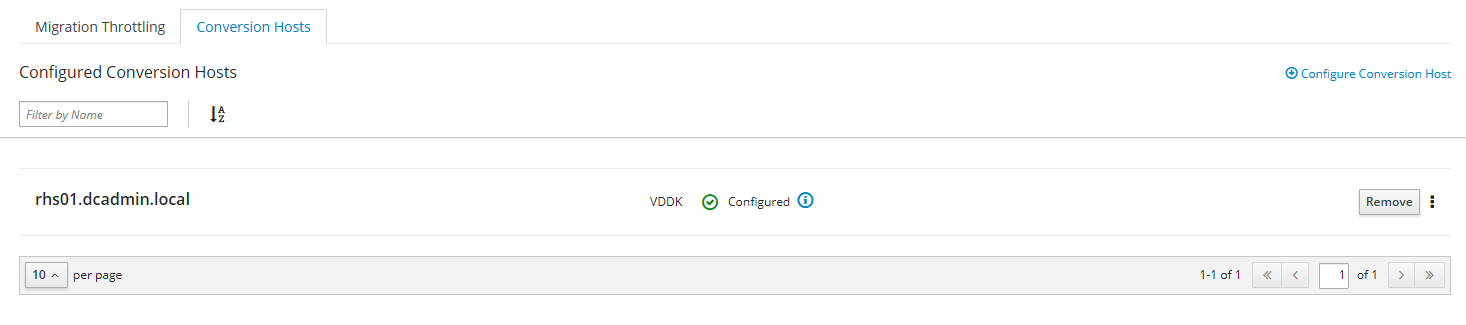 Migration Throttling Conversion Hosts
Configured Conversion Hosts Configure Conversion Host
Filter by Name
rhs01.dcadmin.local VDDK Configured Remove
10 per page 1-1 of 1 1 of 1